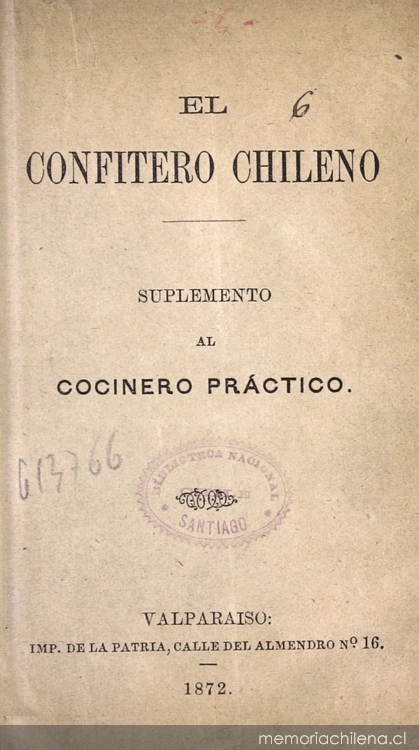 EL
6
CONFITERO CHILENO
SUPLEMENTO
AL
COCINERO PRÁCTICO.
613766
BIBLIOTECA NACIONAL
SANTIAGO
VALPARAISO:
IMP. DE LA PATRIA, CALLE DEL ALMENDRO Nº 16.
1872.
memoriachilena.cl